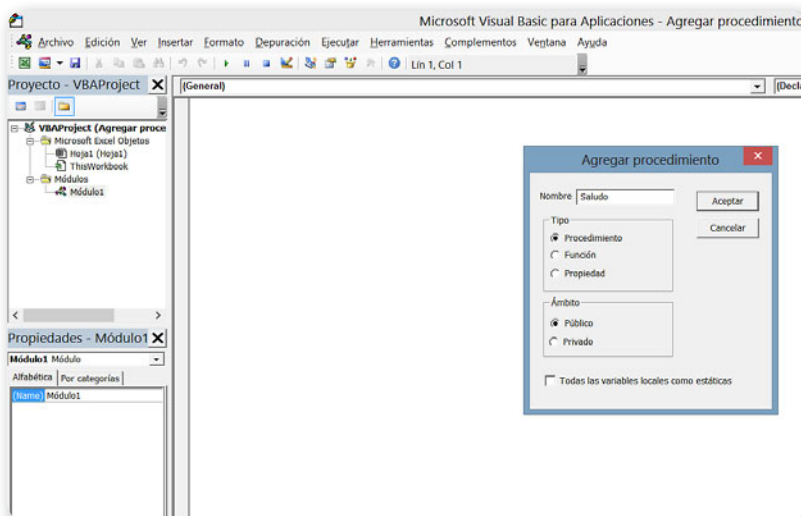 Microsoft Visual Basic para Aplicaciones - Agregar procedimiento
Archivo Edición Ver Insertar Formato Depuración Ejecutar Herramientas Complementos Ventana Ayuda
Lín 1, Col 1
Proyecto - VBAProject
(General)
(Decla
VBAProject (Agregar proce
Microsoft Excel Objetos
Hoja1 (Hoja1)
ThisWorkbook
Módulos
Módulo1
Propiedades - Módulo1
Módulo1 Módulo
Alfabética Por categorías
(Name) Módulo1
Agregar procedimiento
Nombre Saludo
Aceptar
Cancelar
Tipo
Procedimiento
Función
Propiedad
Ámbito
Público
Privado
Todas las variables locales como estáticas